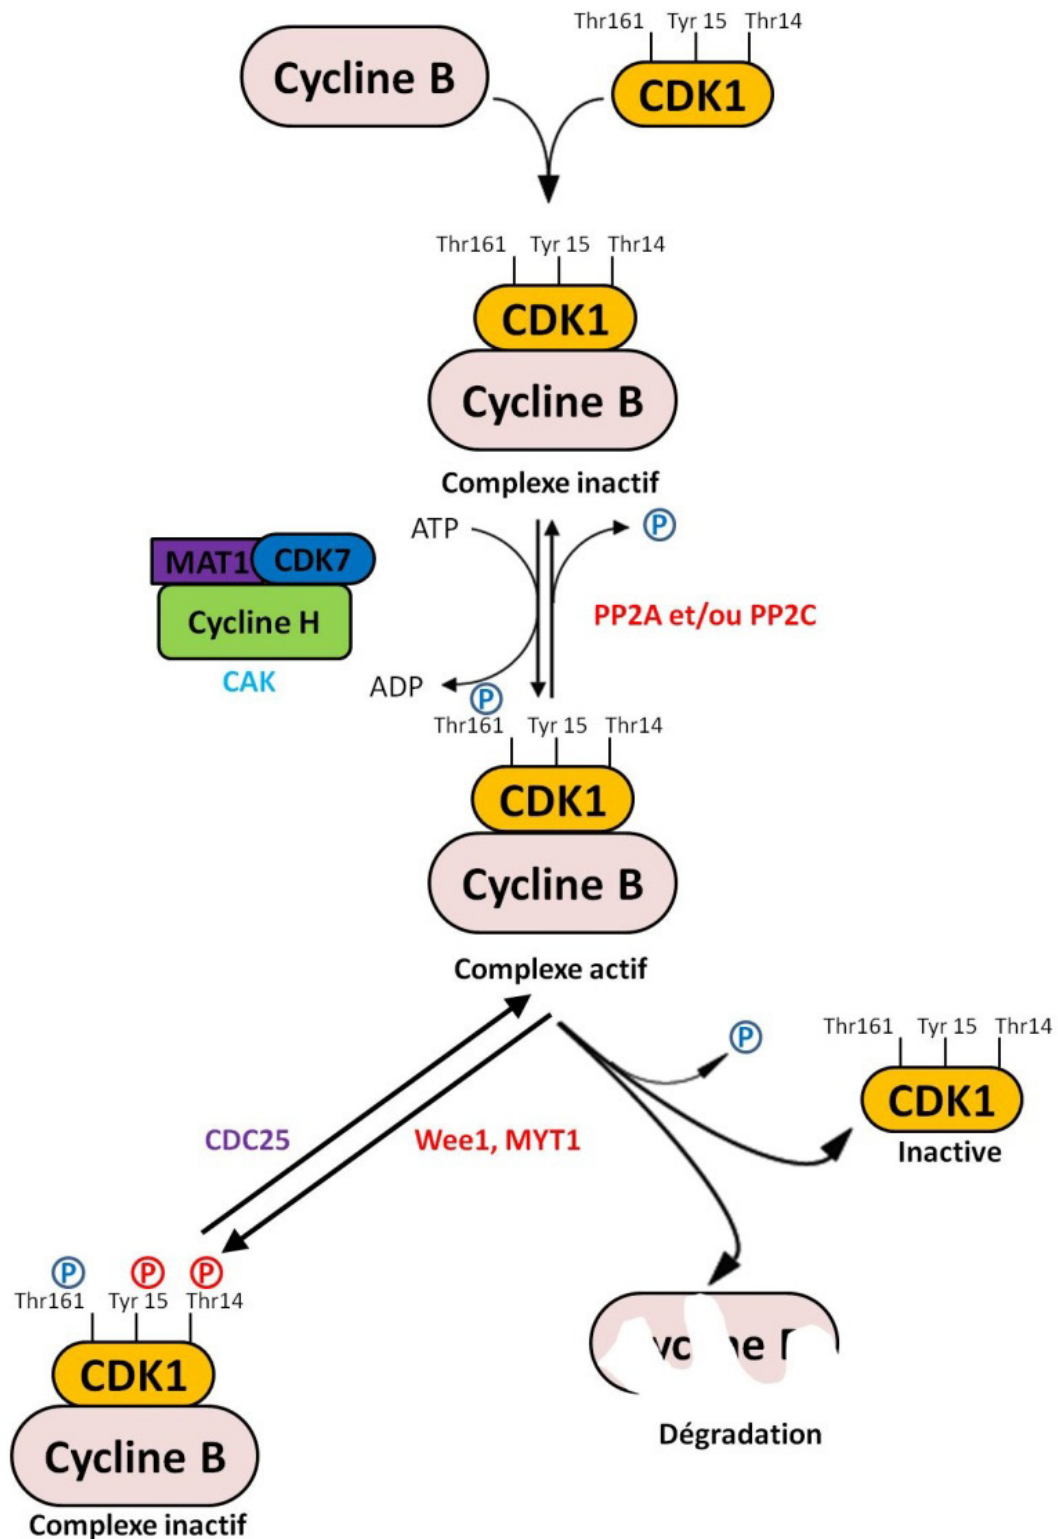 Thr161 Tyr 15 Thr14
Cycline B
CDK1
Thr161 Tyr 15 Thr14
CDK1
Cycline B
Complexe inactif
ATP
P
MAT1 CDK7
Cycline H
PP2A et/ou PP2C
CAK
ADP
P
Thr161 Tyr 15 Thr14
CDK1
Cycline B
Complexe actif
P
Thr161 Tyr 15 Thr14
CDK1
Inactive
CDC25
Wee1, MYT1
P P P
Thr161 Tyr 15 Thr14
CDK1
Cycline B
Complexe inactif
Dégradation